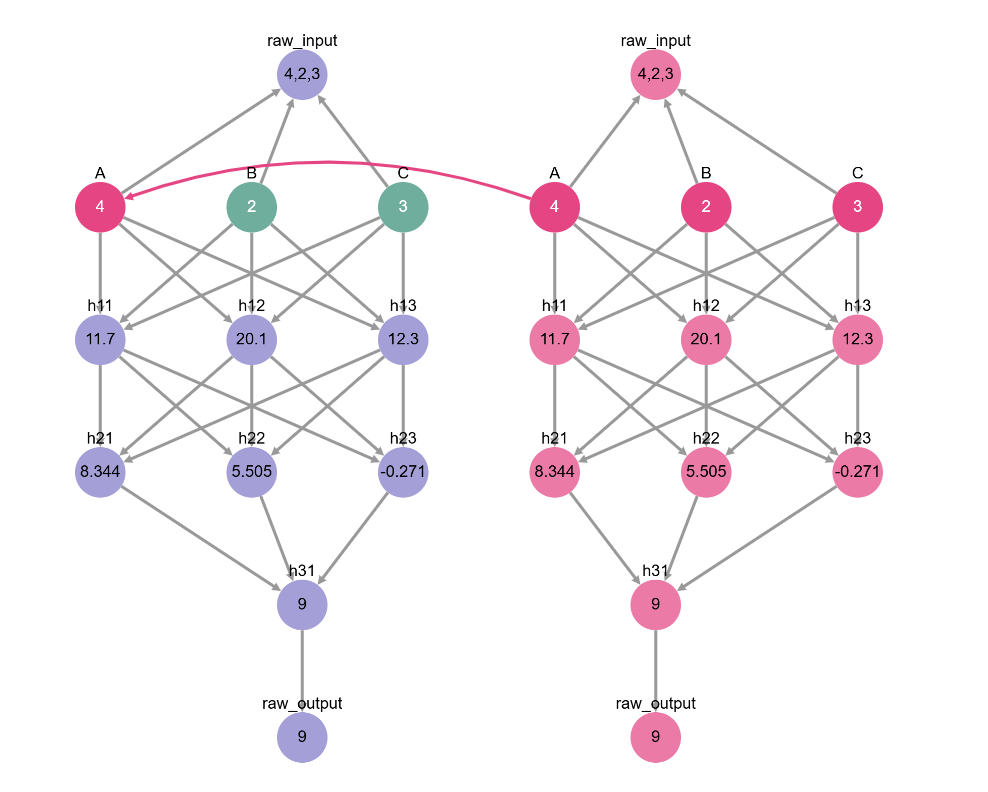 raw_input raw_input
4,2,3 4,2,3
A B C A B C
4 2 3 4 2 3
h11 h12 h13 h11 h12 h13
11.7 20.1 12.3 11.7 20.1 12.3
h21 h22 h23 h21 h22 h23
8.344 5.505 -0.271 8.344 5.505 -0.271
h31 h31
9 9
raw_output raw_output
9 9